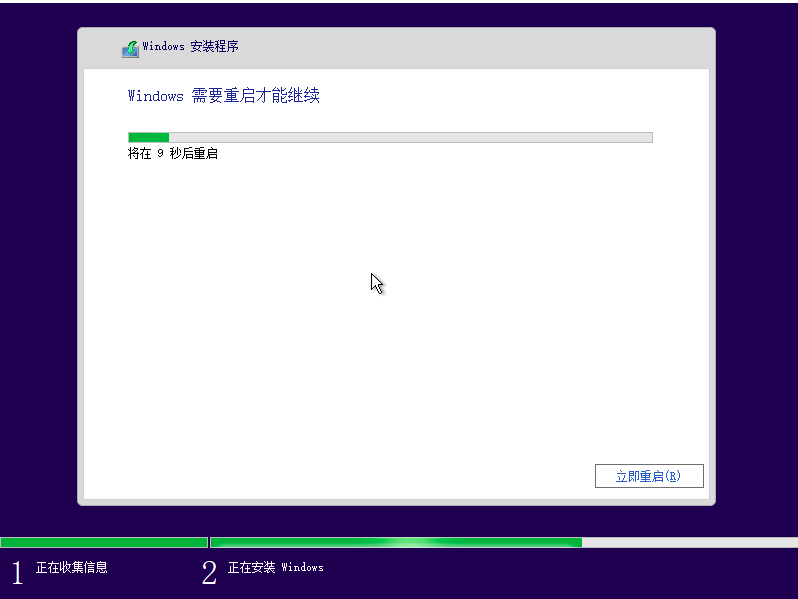 Windows 安装程序
Windows 需要重启才能继续
将在 9 秒后重启
立即重启(R)
1 正在收集信息
2 正在安装 Windows